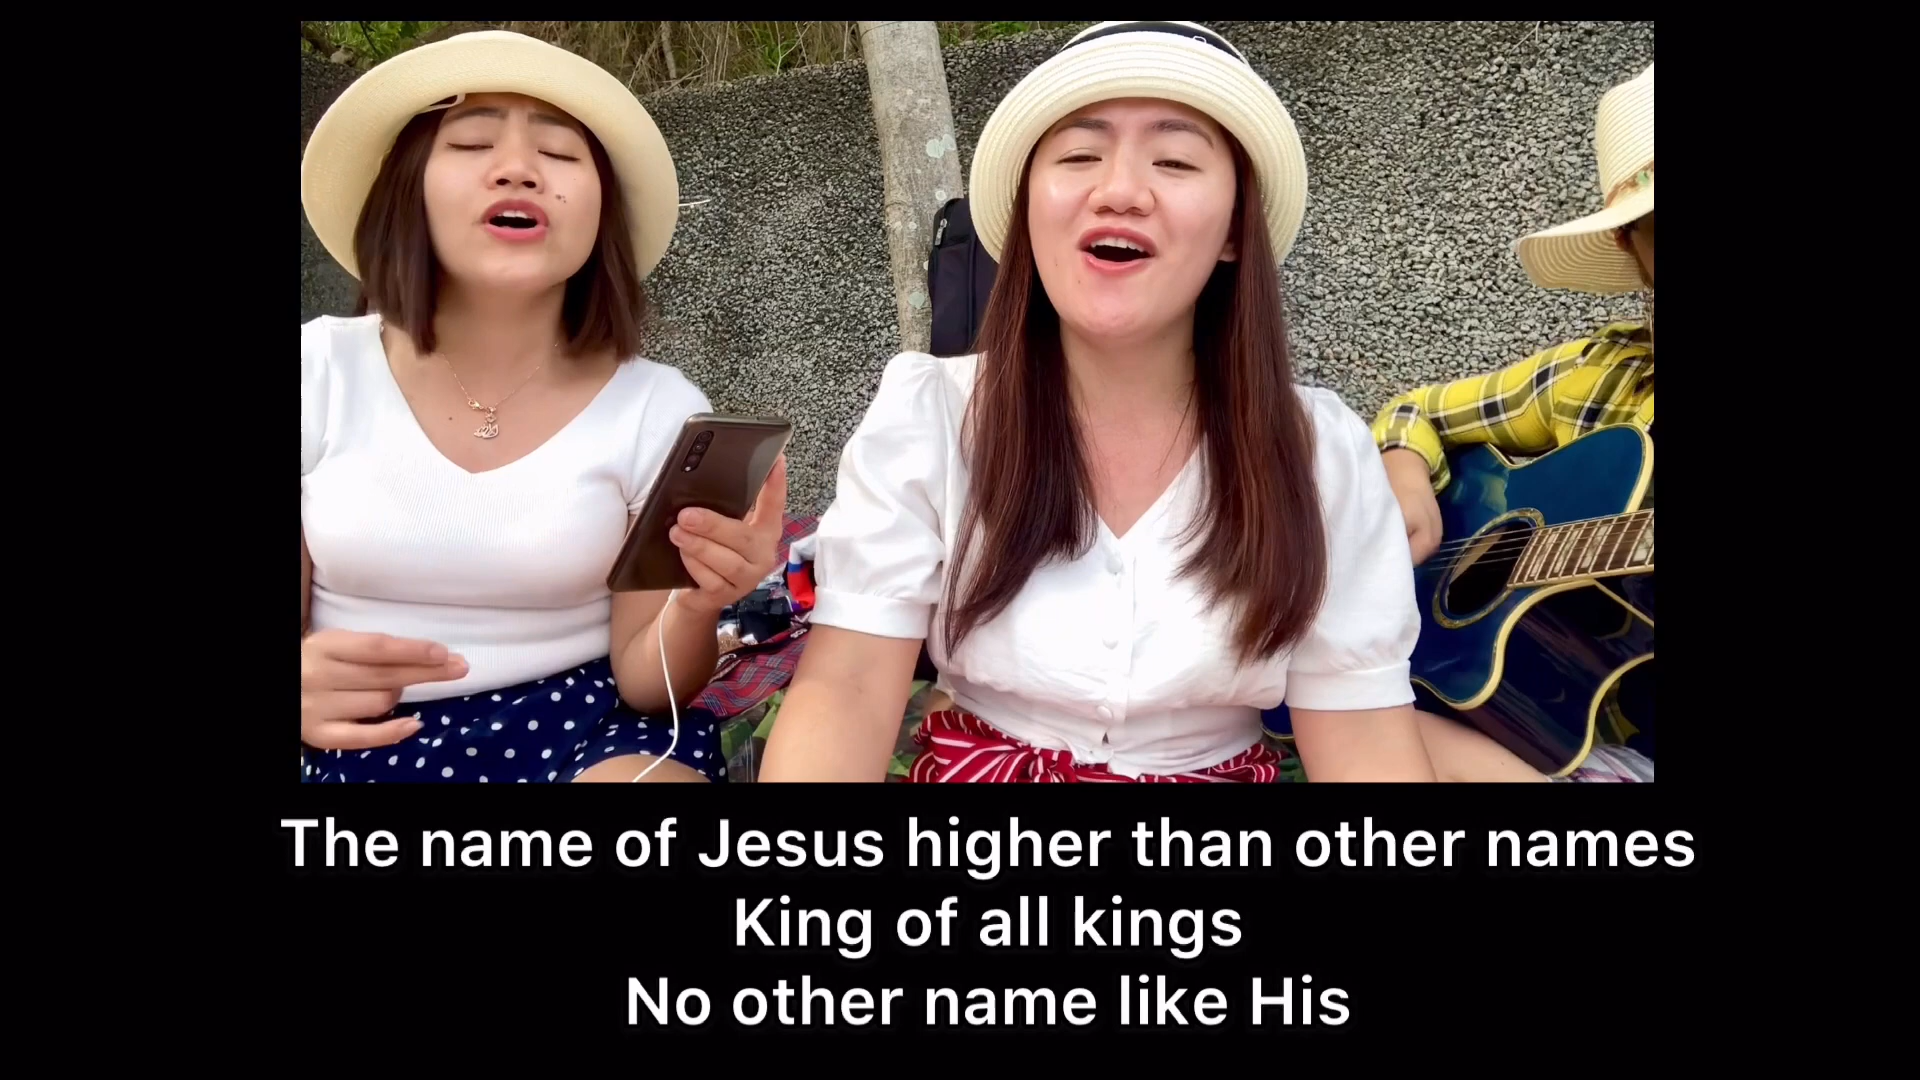 The name of Jesus higher than other names
King of all kings
No other name like His